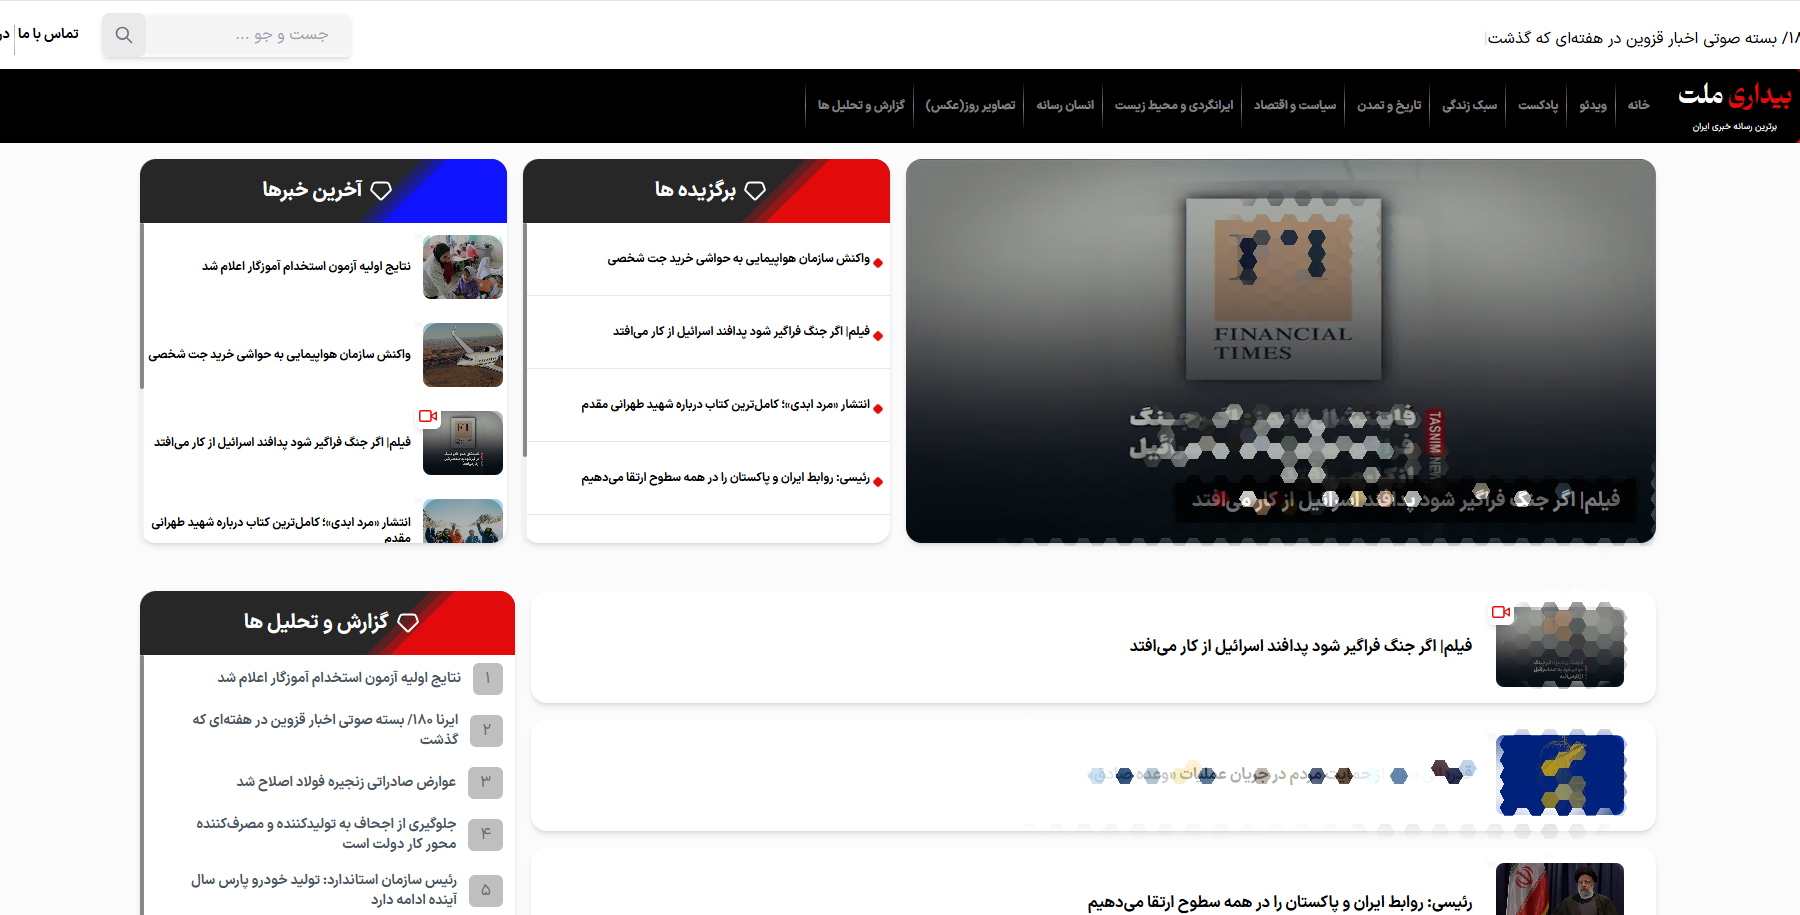 ۱۸۰/ بسته صوتی اخبار قزوین در هفته‌ای که گذشت
جست و جو ...
تماس با ما
بیداری ملت
برترین رسانه خبری ایران
خانه
ویدئو
پادکست
سبک زندگی
تاریخ و تمدن
سیاست و اقتصاد
ایرانگردی و محیط زیست
انسان رسانه
تصاویر روز(عکس)
گزارش و تحلیل ها
FINANCIAL
TIMES
TASNIM NEW
فیلم| اگر جنگ فراگیر شود پدافند اسرائیل از کار می‌افتد
برگزیده ها
واکنش سازمان هواپیمایی به حواشی خرید جت شخصی
فیلم| اگر جنگ فراگیر شود پدافند اسرائیل از کار می‌افتد
انتشار «مرد ابدی»؛ کامل‌ترین کتاب درباره شهید طهرانی مقدم
رئیسی: روابط ایران و پاکستان را در همه سطوح ارتقا می‌دهیم
آخرین خبرها
نتایج اولیه آزمون استخدام آموزگار اعلام شد
واکنش سازمان هواپیمایی به حواشی خرید جت شخصی
فیلم| اگر جنگ فراگیر شود پدافند اسرائیل از کار می‌افتد
انتشار «مرد ابدی»؛ کامل‌ترین کتاب درباره شهید طهرانی
مقدم
فیلم| اگر جنگ فراگیر شود پدافند اسرائیل از کار می‌افتد
از حمایت مردم در جریان عملیات «وعده صادق»
رئیسی: روابط ایران و پاکستان را در همه سطوح ارتقا می‌دهیم
گزارش و تحلیل ها
۱
نتایج اولیه آزمون استخدام آموزگار اعلام شد
۲
ایرنا ۱۸۰/ بسته صوتی اخبار قزوین در هفته‌ای که
گذشت
۳
عوارض صادراتی زنجیره فولاد اصلاح شد
۴
جلوگیری از اجحاف به تولیدکننده و مصرف‌کننده
محور کار دولت است
۵
رئیس سازمان استاندارد: تولید خودرو پارس سال
آینده ادامه دارد